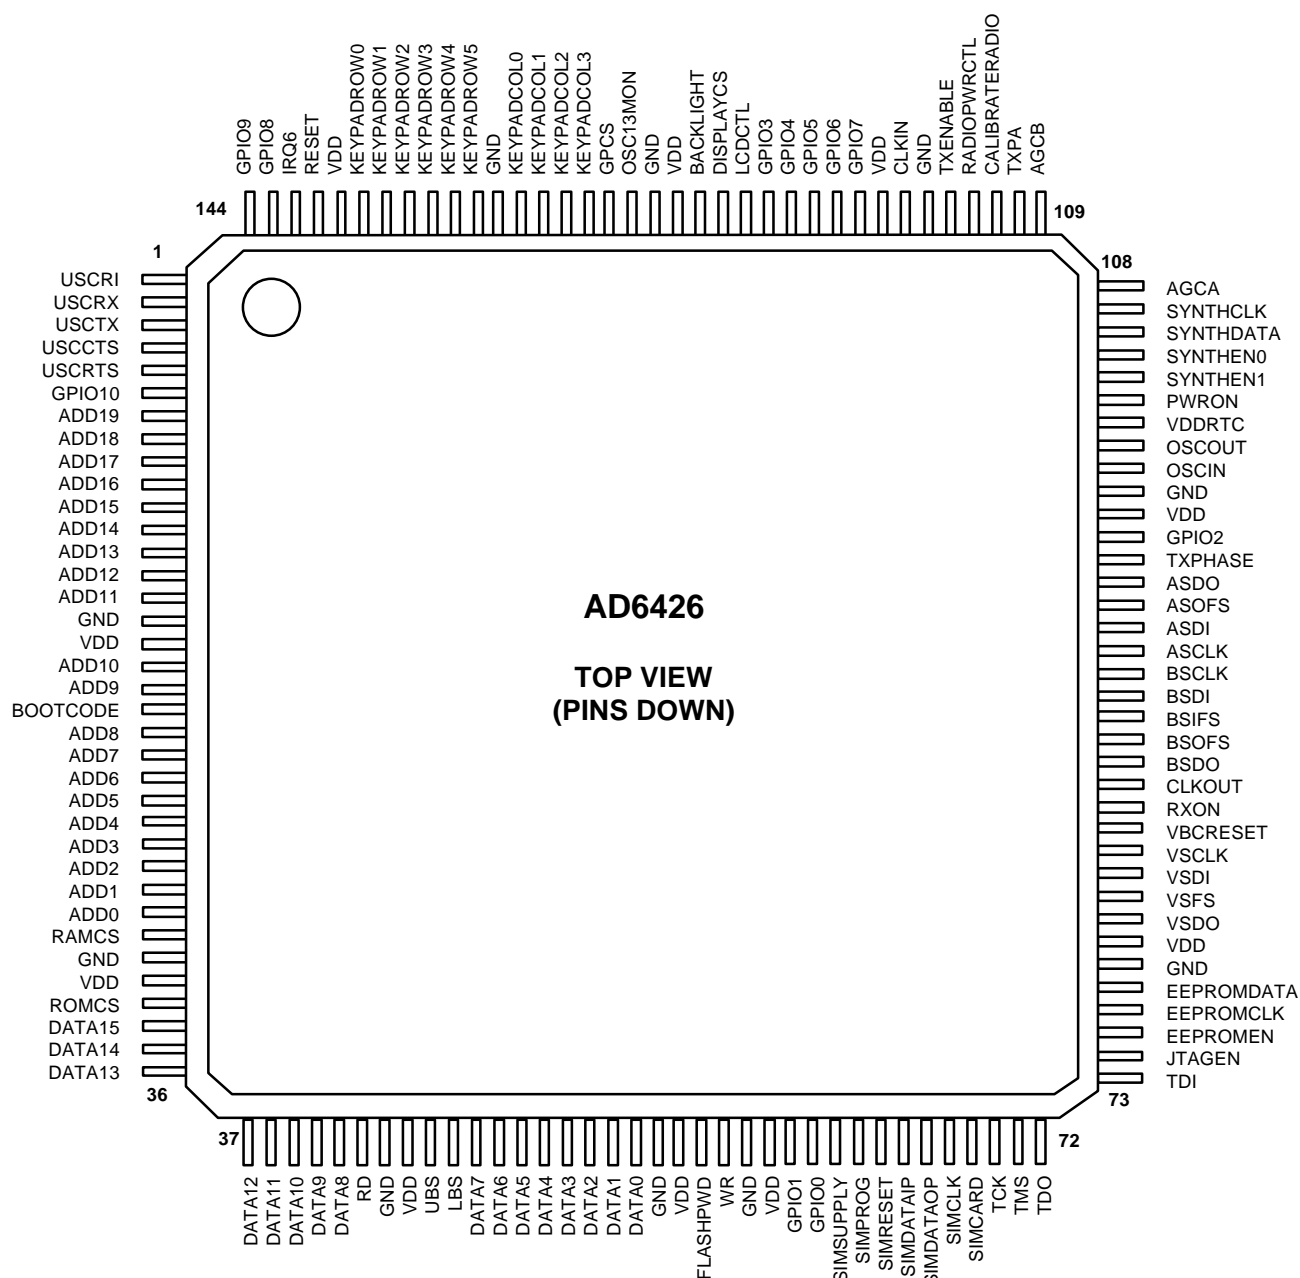 GPIO9
GPIO8
IRQ6
RESET
VDD
KEYPADROW0
KEYPADROW1
KEYPADROW2
KEYPADROW3
KEYPADROW4
KEYPADROW5
GND
KEYPADCOL0
KEYPADCOL1
KEYPADCOL2
KEYPADCOL3
GPCS
OSC13MON
GND
VDD
BACKLIGHT
DISPLAYCS
LCDCTL
GPIO3
GPIO4
GPIO5
GPIO6
GPIO7
VDD
CLKIN
GND
TXENABLE
RADIOPWRCTL
CALIBRATERADIO
TXPA
AGCB
144
109
1
108
USCRI
USCRX
USCTX
USCCTS
USCRTS
GPIO10
ADD19
ADD18
ADD17
ADD16
ADD15
ADD14
ADD13
ADD12
ADD11
GND
VDD
ADD10
ADD9
BOOTCODE
ADD8
ADD7
ADD6
ADD5
ADD4
ADD3
ADD2
ADD1
ADD0
RAMCS
GND
VDD
ROMCS
DATA15
DATA14
DATA13
AD6426
TOP VIEW
(PINS DOWN)
AGCA
SYNTHCLK
SYNTHDATA
SYNTHEN0
SYNTHEN1
PWRON
VDDRTC
OSCOUT
OSCIN
GND
VDD
GPIO2
TXPHASE
ASDO
ASOFS
ASDI
ASCLK
BSCLK
BSDI
BSIFS
BSOFS
BSDO
CLKOUT
RXON
VBCRESET
VSCLK
VSDI
VSFS
VSDO
VDD
GND
EEPROMDATA
EEPROMCLK
EEPROMEN
JTAGEN
TDI
36
73
37
72
DATA12
DATA11
DATA10
DATA9
DATA8
RD
GND
VDD
UBS
LBS
DATA7
DATA6
DATA5
DATA4
DATA3
DATA2
DATA1
DATA0
GND
VDD
FLASHPWD
WR
GND
VDD
GPIO1
GPIO0
SIMSUPPLY
SIMPROG
SIMRESET
SIMDATAIP
SIMDATAOP
SIMCLK
SIMCARD
TCK
TMS
TDO